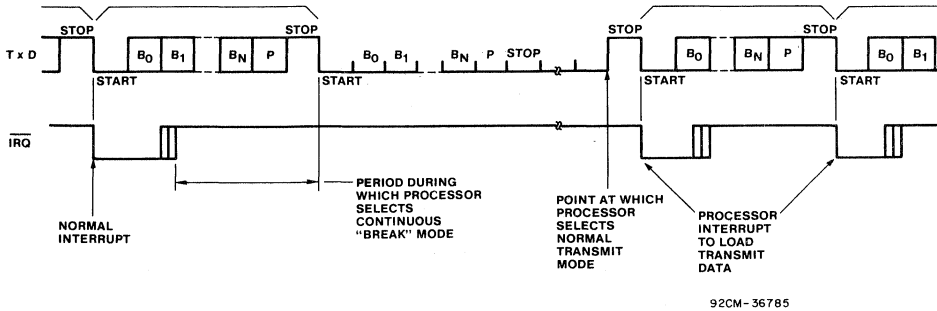 STOP STOP STOP STOP
T x D B0 B1 BN P B0 B1 BN P STOP B0 BN P B0 B1
START START START START
IRQ
NORMAL
INTERRUPT
PERIOD DURING
WHICH PROCESSOR
SELECTS
CONTINUOUS
"BREAK" MODE
POINT AT WHICH
PROCESSOR
SELECTS
NORMAL
TRANSMIT
MODE
PROCESSOR
INTERRUPT
TO LOAD
TRANSMIT
DATA
92CM-36785